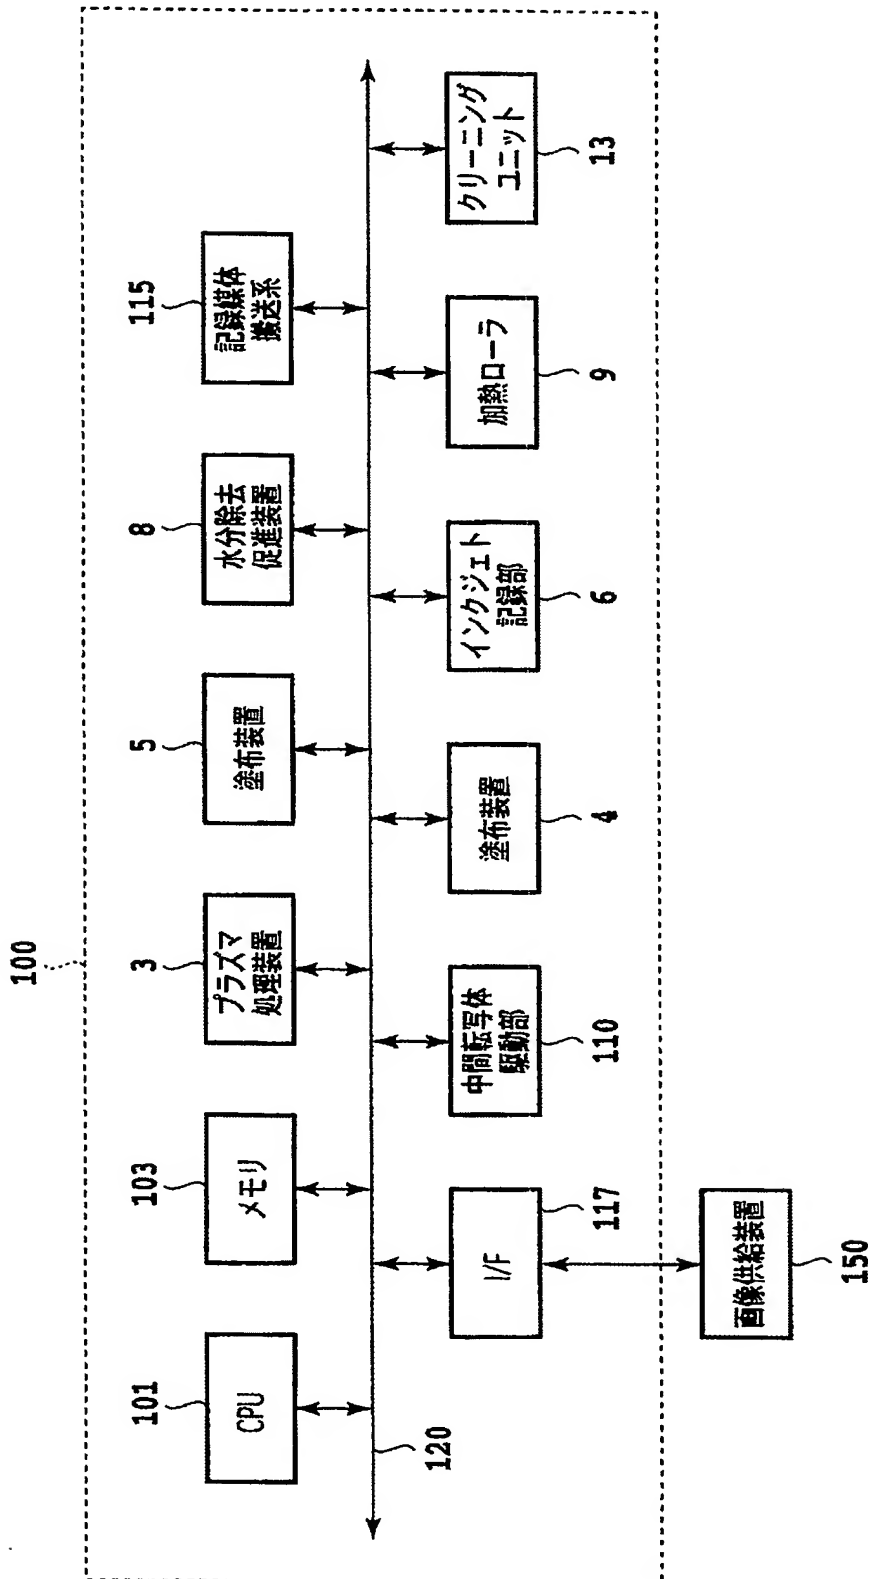 100
101
CPU
103
メモリ
3
プラズマ
処理装置
5
塗布装置
8
水分除去
促進装置
115
記録媒体
搬送系
120
I/F
117
中間転写体
駆動部
110
塗布装置
4
インクジェト
記録部
6
加熱ローラ
9
クリーニング
ユニット
13
画像供給装置
150